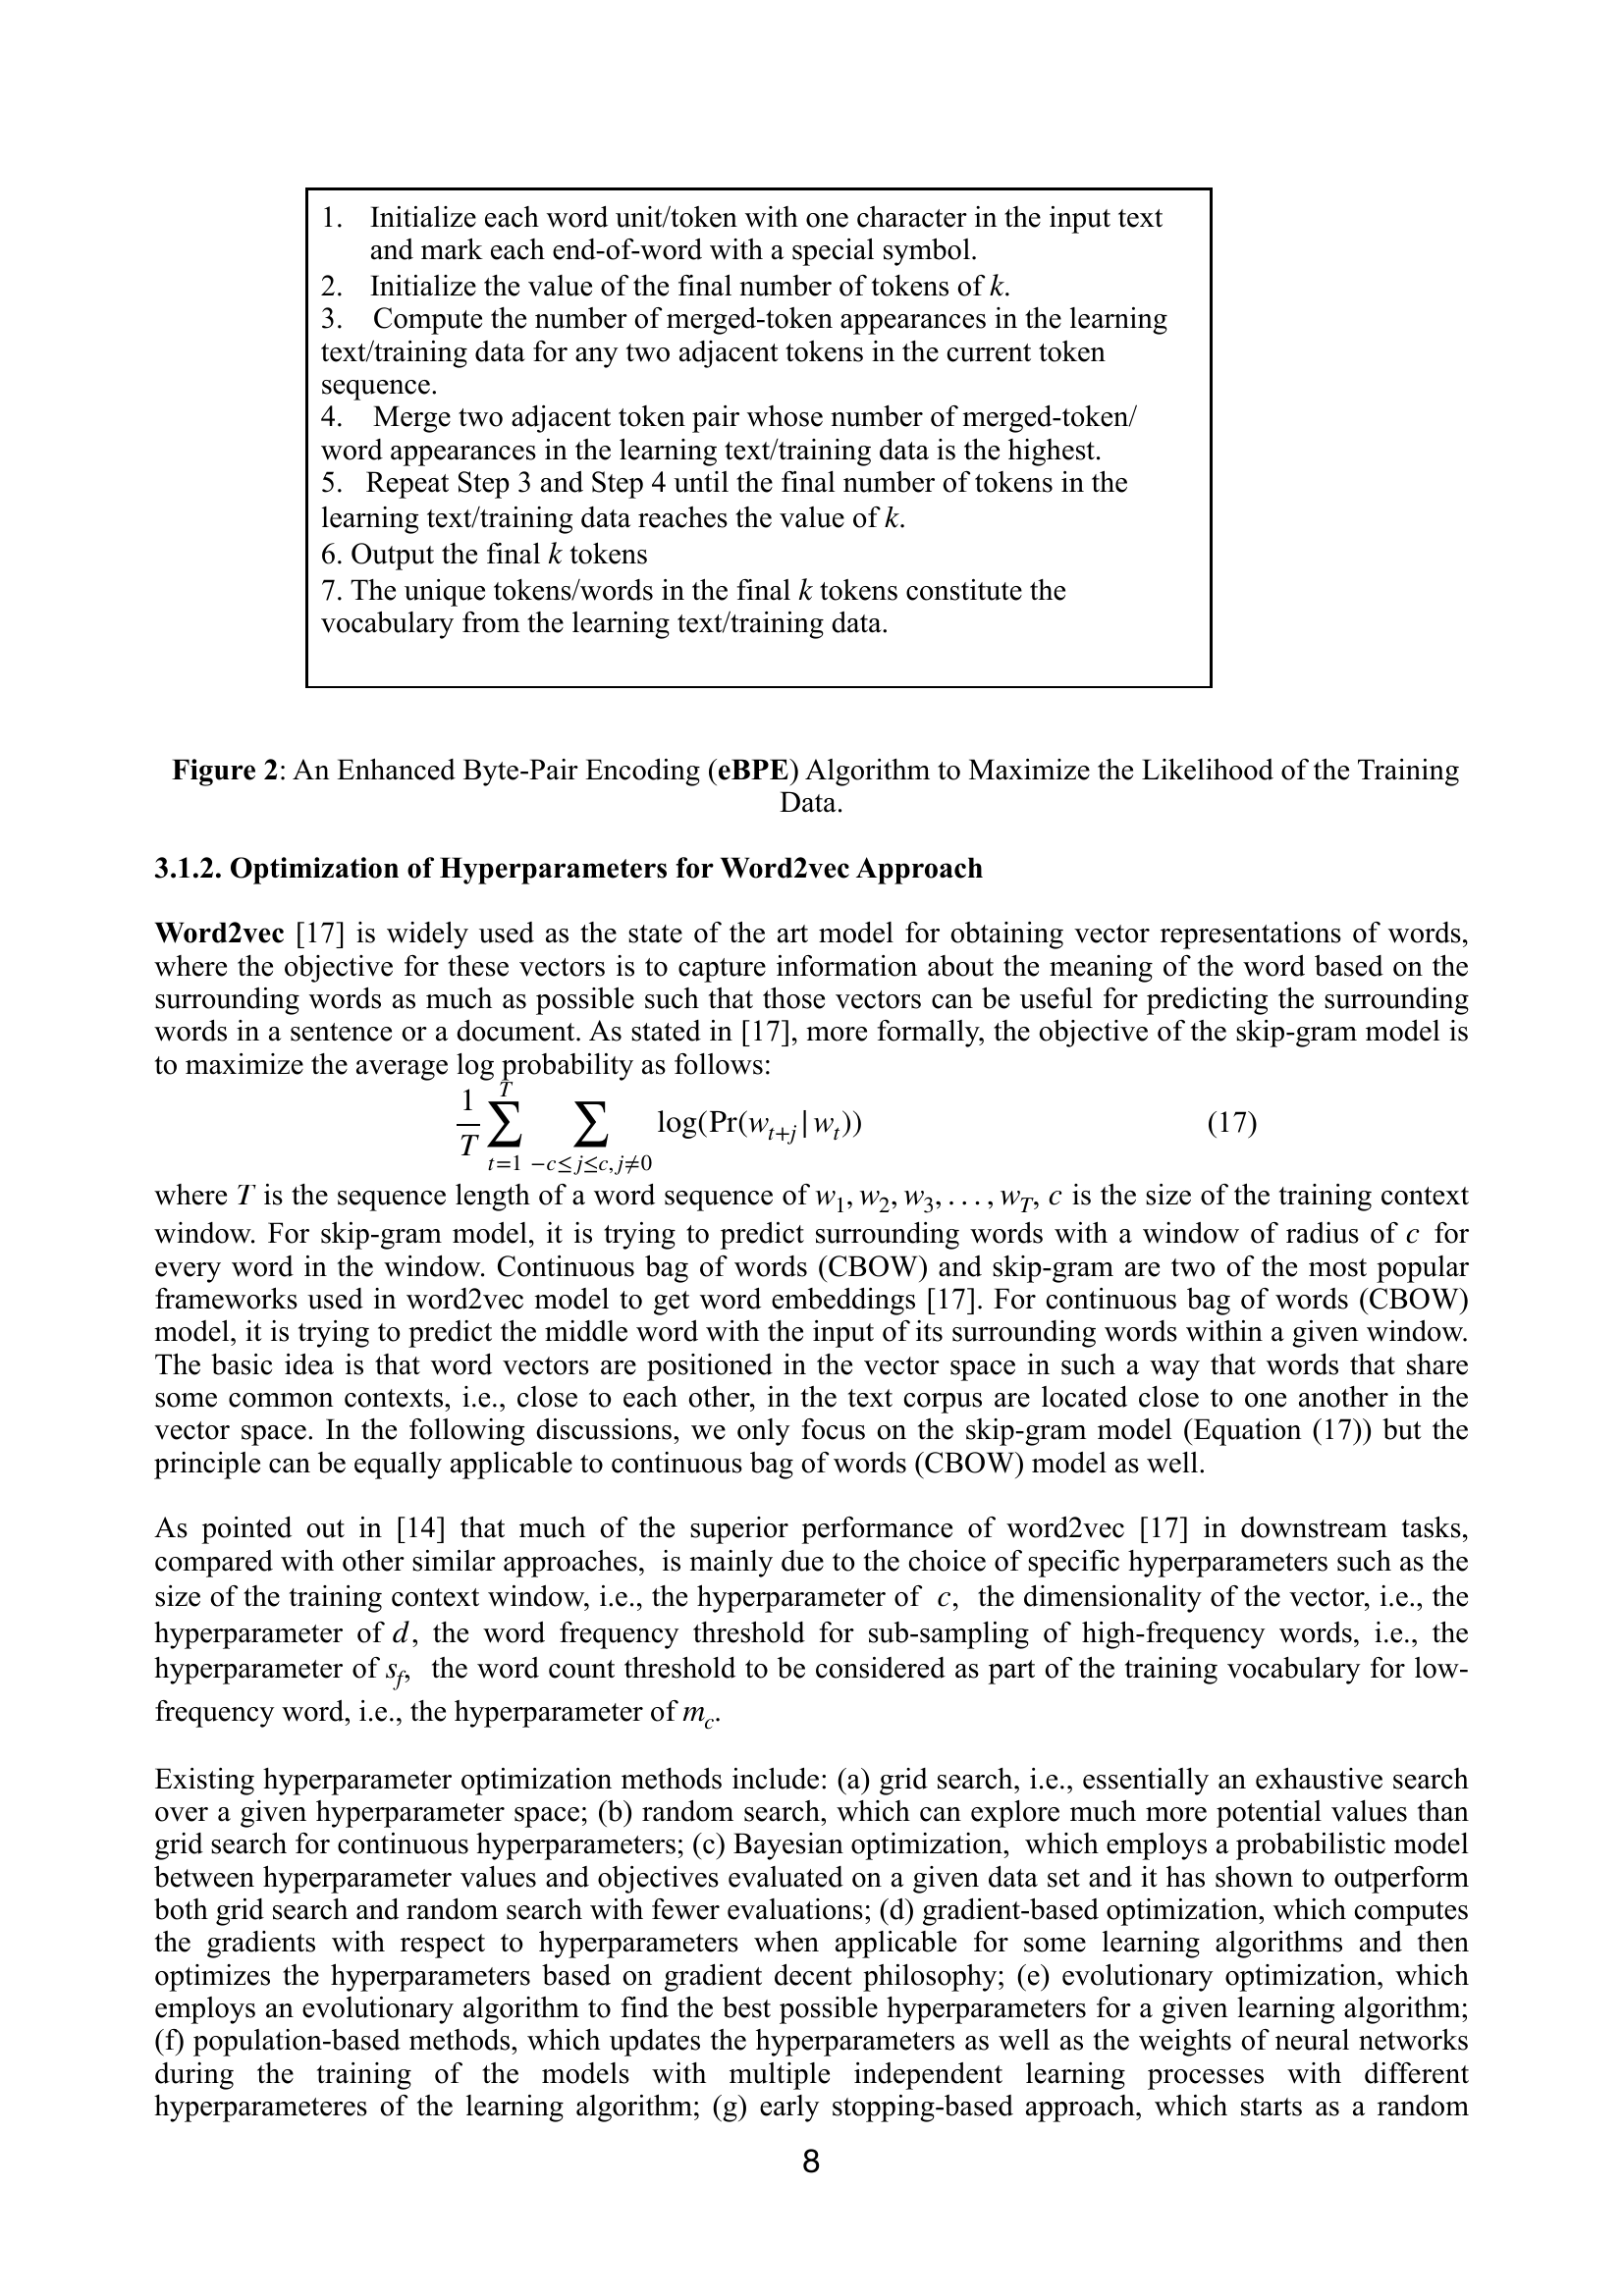 1. Initialize each word unit/token with one character in the input text
and mark each end-of-word with a special symbol.
2. Initialize the value of the final number of tokens of k.
3. Compute the number of merged-token appearances in the learning
text/training data for any two adjacent tokens in the current token
sequence.
4. Merge two adjacent token pair whose number of merged-token/
word appearances in the learning text/training data is the highest.
5. Repeat Step 3 and Step 4 until the final number of tokens in the
learning text/training data reaches the value of k.
6. Output the final k tokens
7. The unique tokens/words in the final k tokens constitute the
vocabulary from the learning text/training data.
Figure 2: An Enhanced Byte-Pair Encoding (eBPE) Algorithm to Maximize the Likelihood of the Training
Data.
3.1.2. Optimization of Hyperparameters for Word2vec Approach
Word2vec [17] is widely used as the state of the art model for obtaining vector representations of words,
where the objective for these vectors is to capture information about the meaning of the word based on the
surrounding words as much as possible such that those vectors can be useful for predicting the surrounding
words in a sentence or a document. As stated in [17], more formally, the objective of the skip-gram model is
to maximize the average log probability as follows:
\frac{1}{T} \sum_{t=1}^{T} \sum_{-c≤j≤c, j≠0} log(Pr(w_{t+j} | w_t)) (17)
where T is the sequence length of a word sequence of w_1, w_2, w_3, . . . , w_T, c is the size of the training context
window. For skip-gram model, it is trying to predict surrounding words with a window of radius of c for
every word in the window. Continuous bag of words (CBOW) and skip-gram are two of the most popular
frameworks used in word2vec model to get word embeddings [17]. For continuous bag of words (CBOW)
model, it is trying to predict the middle word with the input of its surrounding words within a given window.
The basic idea is that word vectors are positioned in the vector space in such a way that words that share
some common contexts, i.e., close to each other, in the text corpus are located close to one another in the
vector space. In the following discussions, we only focus on the skip-gram model (Equation (17)) but the
principle can be equally applicable to continuous bag of words (CBOW) model as well.
As pointed out in [14] that much of the superior performance of word2vec [17] in downstream tasks,
compared with other similar approaches, is mainly due to the choice of specific hyperparameters such as the
size of the training context window, i.e., the hyperparameter of c, the dimensionality of the vector, i.e., the
hyperparameter of d, the word frequency threshold for sub-sampling of high-frequency words, i.e., the
hyperparameter of s_f, the word count threshold to be considered as part of the training vocabulary for low-
frequency word, i.e., the hyperparameter of m_c.
Existing hyperparameter optimization methods include: (a) grid search, i.e., essentially an exhaustive search
over a given hyperparameter space; (b) random search, which can explore much more potential values than
grid search for continuous hyperparameters; (c) Bayesian optimization, which employs a probabilistic model
between hyperparameter values and objectives evaluated on a given data set and it has shown to outperform
both grid search and random search with fewer evaluations; (d) gradient-based optimization, which computes
the gradients with respect to hyperparameters when applicable for some learning algorithms and then
optimizes the hyperparameters based on gradient decent philosophy; (e) evolutionary optimization, which
employs an evolutionary algorithm to find the best possible hyperparameters for a given learning algorithm;
(f) population-based methods, which updates the hyperparameters as well as the weights of neural networks
during the training of the models with multiple independent learning processes with different
hyperparameteres of the learning algorithm; (g) early stopping-based approach, which starts as a random
8